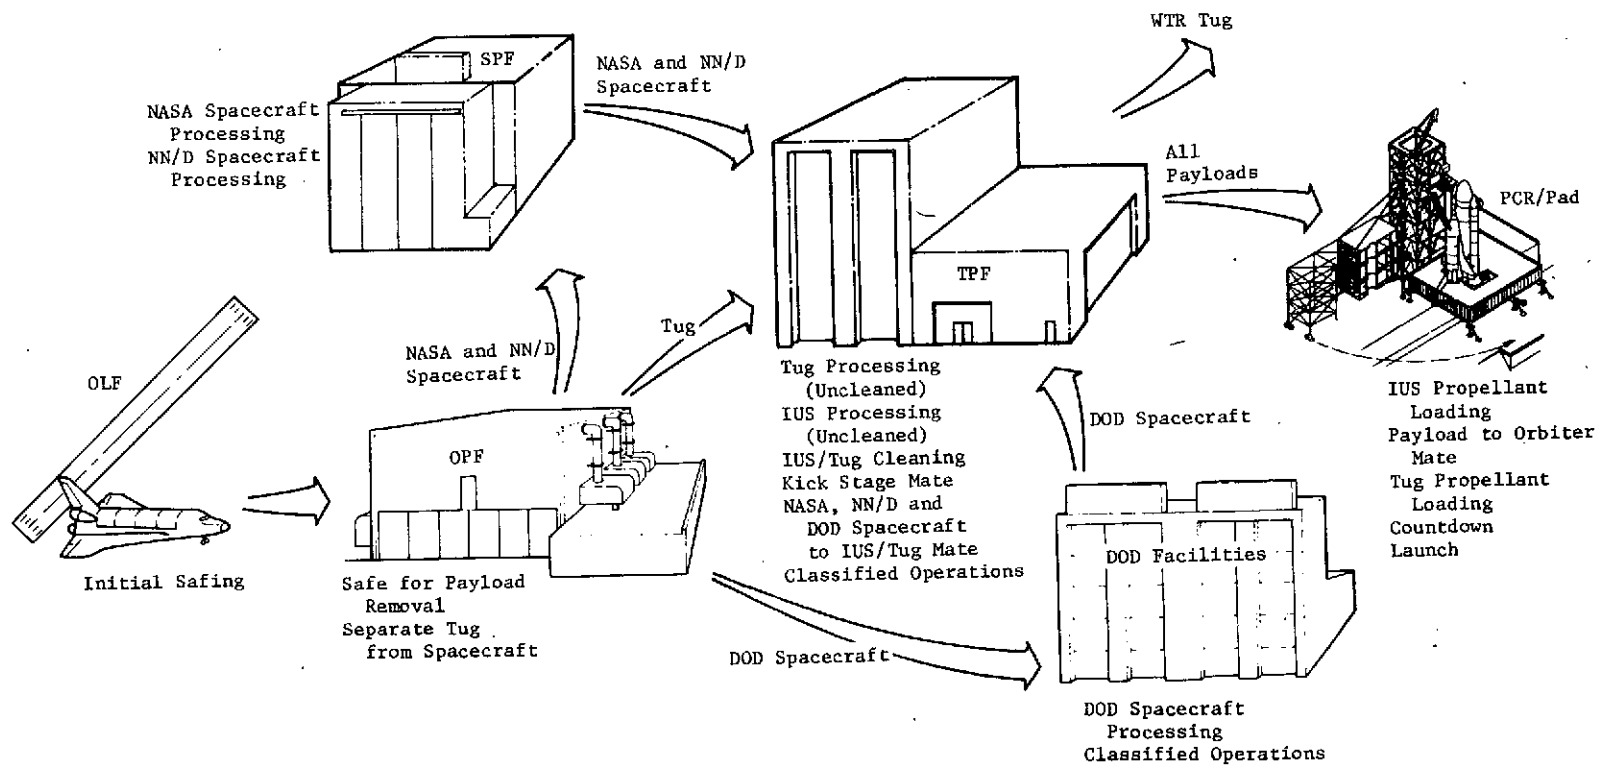 WTR Tug
SPF
NASA and NN/D
Spacecraft
NASA Spacecraft
Processing
NN/D Spacecraft
Processing
All
Payloads
PCR/Pad
TPF
Tug
NASA and NN/D
Spacecraft
OLF
Initial Safing
OPF
Safe for Payload
Removal
Separate Tug
from Spacecraft
Tug Processing
(Uncleaned)
IUS Processing
(Uncleaned)
IUS/Tug Cleaning
Kick Stage Mate
NASA, NN/D and
DOD Spacecraft
to IUS/Tug Mate
Classified Operations
DOD Spacecraft
IUS Propellant
Loading
Payload to Orbiter
Mate
Tug Propellant
Loading
Countdown
Launch
DOD Facilities
DOD Spacecraft
DOD Spacecraft
Processing
Classified Operations